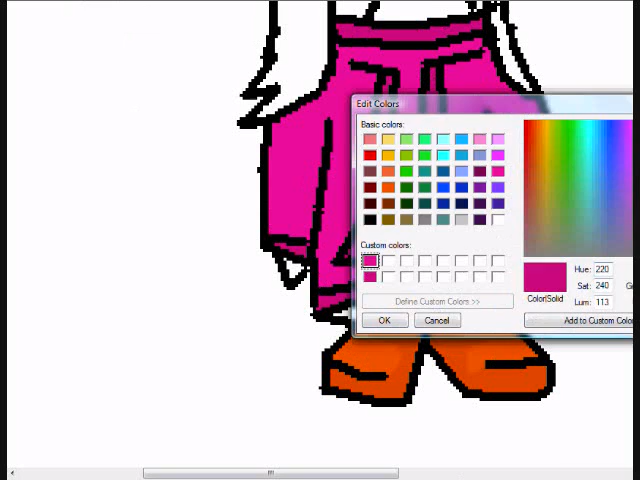 Edit Colors
Basic colors:
Custom colors:
Define Custom Colors >>
OK Cancel
Color|Solid
Hue: 220
Sat: 240
Lum: 113
Add to Custom